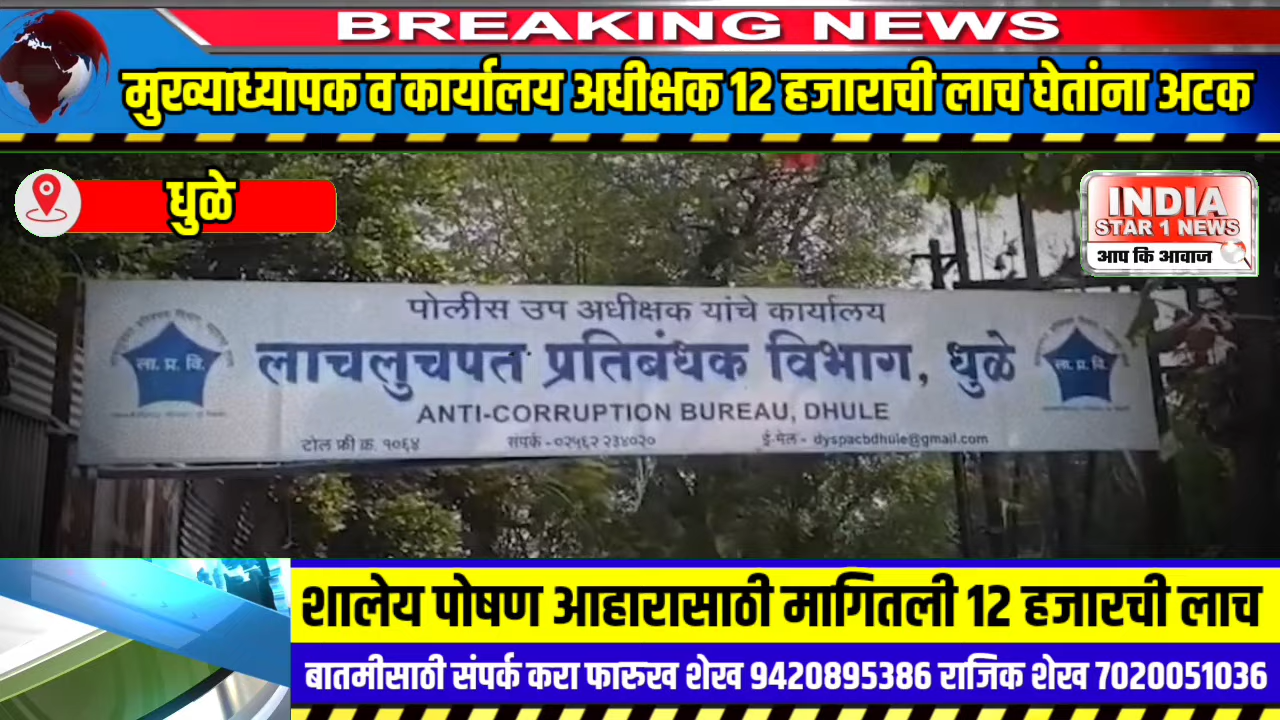 BREAKING NEWS
मुख्याध्यापक व कार्यालय अधीक्षक 12 हजाराची लाच घेतांना अटक
धुळे
INDIA
STAR 1 NEWS
आप कि आवाज
पोलीस उप अधीक्षक यांचे कार्यालय
लाचलुचपत प्रतिबंधक विभाग, धुळे
ला. प्र. वि.
ला. प्र. वि.
ANTI-CORRUPTION BUREAU, DHULE
टोल फ्री क्र. १०६४ संपर्क - ०२५६२ २३४०२० ई-मेल - dyspacbdhule@gmail.com
शालेय पोषण आहारासाठी मागितली 12 हजारची लाच
बातमीसाठी संपर्क करा फारुख शेख 9420895386 राजिक शेख 7020051036